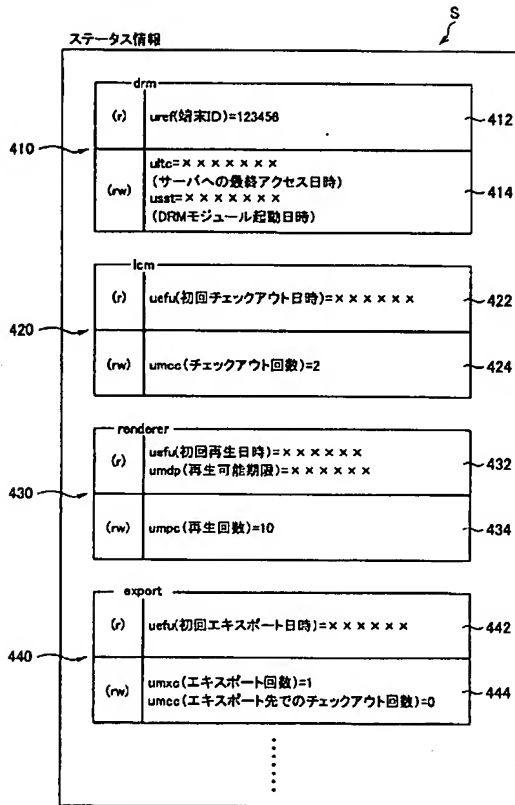 S
ステータス情報
drm
(r) uref(端末ID)=123456 412
410
(rw) ultc=×××××××
(サーバへの最終アクセス日時)
usst=×××××××
(DRMモジュール起動日時)
414
lcm
(r) uefu(初回チェックアウト日時)=×××××× 422
420
(rw) umcc(チェックアウト回数)=2 424
renderer
(r) uefu(初回再生日時)=××××××
umdp(再生可能期限)=××××××
432
430
(rw) umpc(再生回数)=10 434
export
(r) uefu(初回エキスポート日時)=×××××× 442
440
(rw) umxc(エキスポート回数)=1
umec(エキスポート先でのチェックアウト回数)=0
444